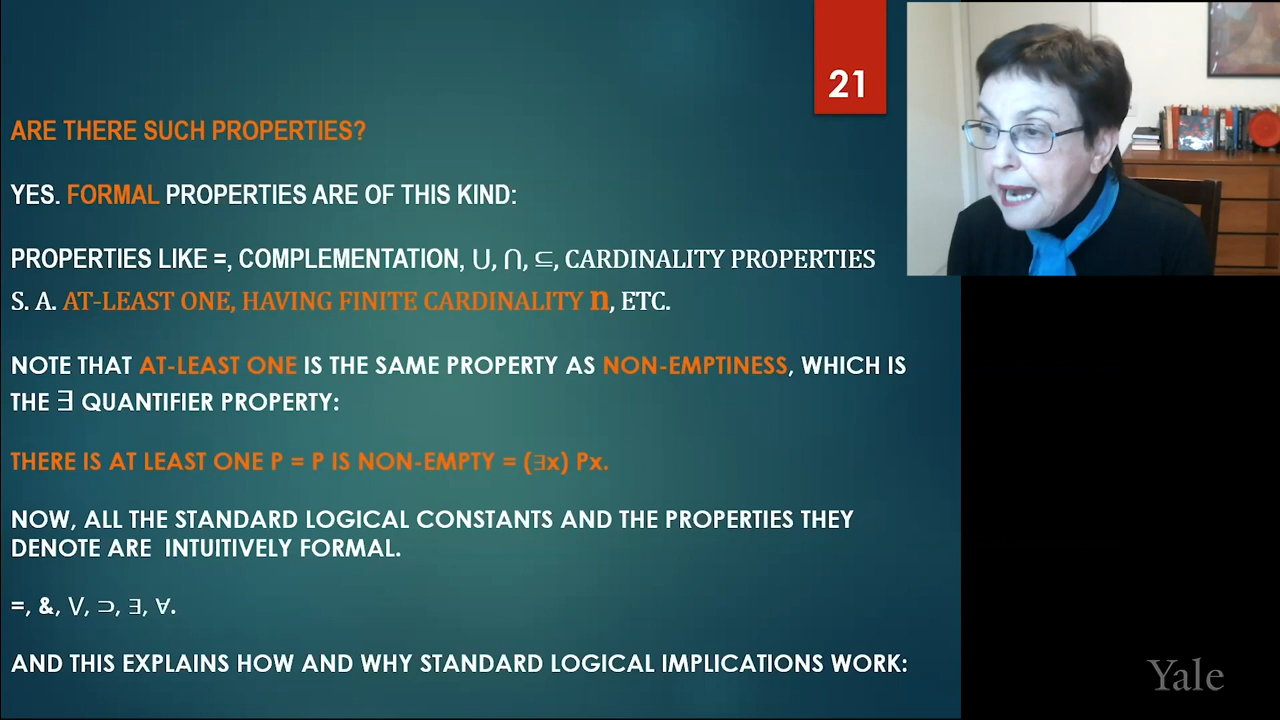 21
ARE THERE SUCH PROPERTIES?
YES. FORMAL PROPERTIES ARE OF THIS KIND:
PROPERTIES LIKE =, COMPLEMENTATION, ∪, ∩, ⊆, CARDINALITY PROPERTIES
S. A. AT-LEAST ONE, HAVING FINITE CARDINALITY n, ETC.
NOTE THAT AT-LEAST ONE IS THE SAME PROPERTY AS NON-EMPTINESS, WHICH IS
THE ∃ QUANTIFIER PROPERTY:
THERE IS AT LEAST ONE P = P IS NON-EMPTY = (∃x) Px.
NOW, ALL THE STANDARD LOGICAL CONSTANTS AND THE PROPERTIES THEY
DENOTE ARE INTUITIVELY FORMAL.
=, &, ∨, ⊃, ∃, ∀.
AND THIS EXPLAINS HOW AND WHY STANDARD LOGICAL IMPLICATIONS WORK:
Yale